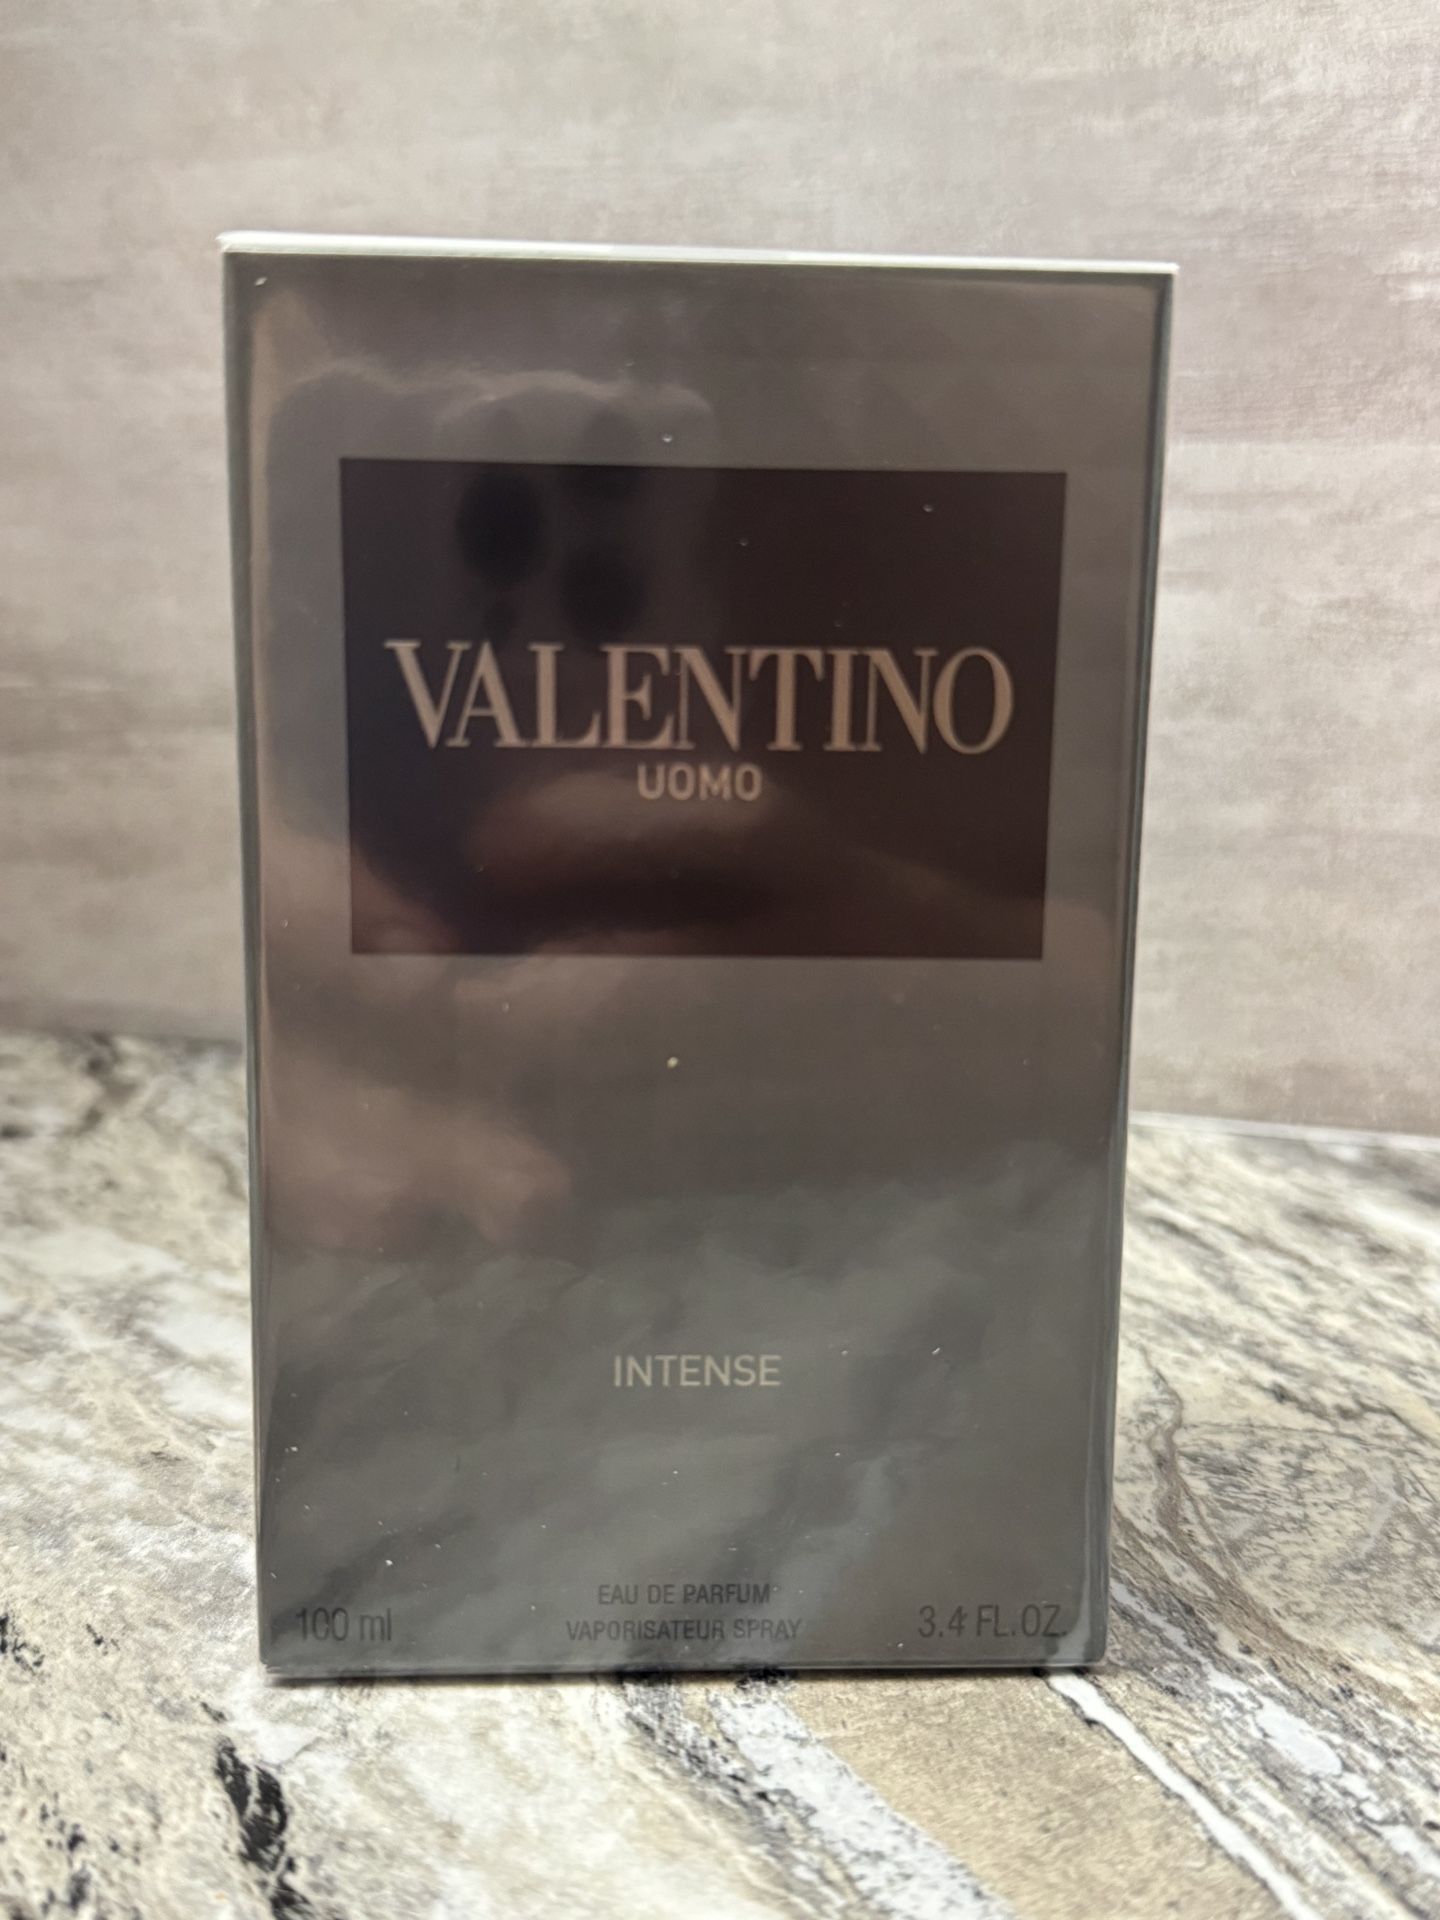 VALENTINO
UOMO
INTENSE
EAU DE PARFUM
100 ml VAPORISATEUR SPRAY 3.4 FL.OZ.